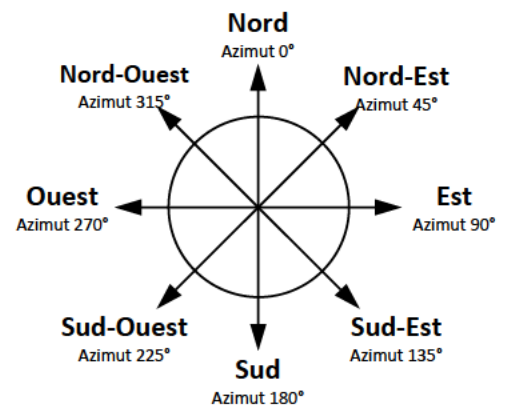 Nord
Azimut 0°
Nord-Ouest
Azimut 315°
Nord-Est
Azimut 45°
Ouest
Azimut 270°
Est
Azimut 90°
Sud-Ouest
Azimut 225°
Sud-Est
Azimut 135°
Sud
Azimut 180°